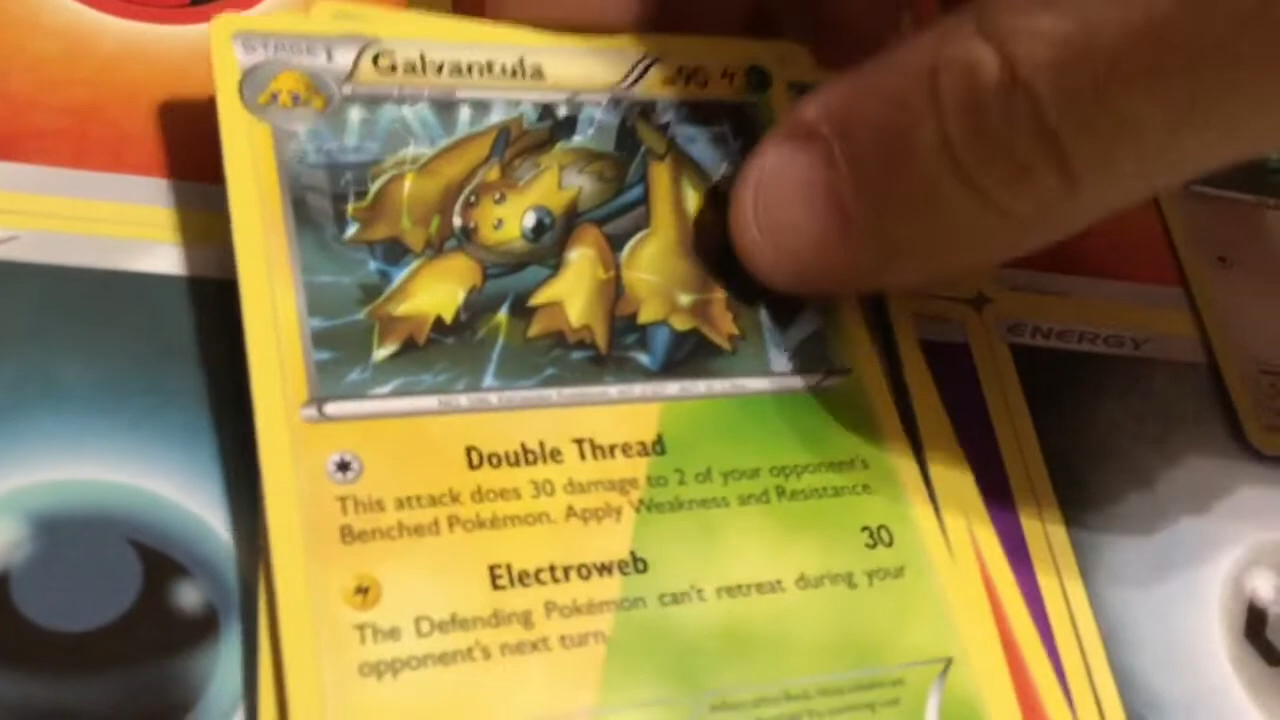 STAGE 1
Galvantula
90
Double Thread
This attack does 30 damage to 2 of your opponent's
Benched Pokémon. Apply Weakness and Resistance.
Electroweb 30
The Defending Pokémon can't retreat during your
opponent's next turn.
ENERGY